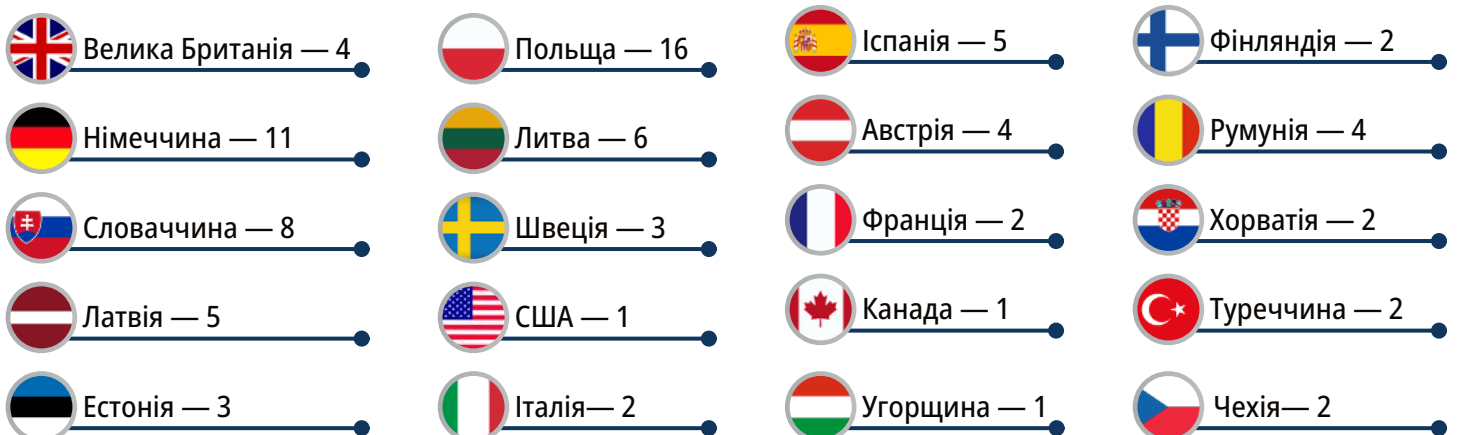 Велика Британія — 4
Німеччина — 11
Словаччина — 8
Латвія — 5
Естонія — 3
Польща — 16
Литва — 6
Швеція — 3
США — 1
Італія— 2
Іспанія — 5
Австрія — 4
Франція — 2
Канада — 1
Угорщина — 1
Фінляндія — 2
Румунія — 4
Хорватія — 2
Туреччина — 2
Чехія— 2